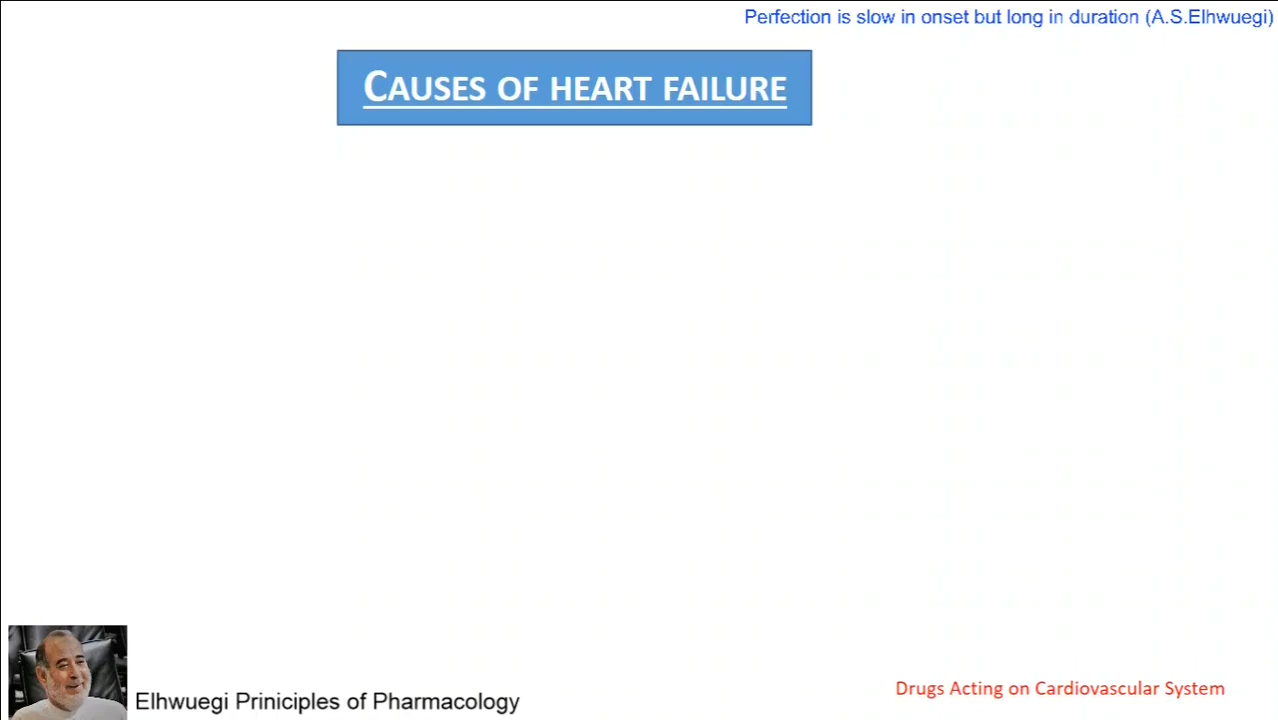 Perfection is slow in onset but long in duration (A.S.Elhwuegi)
CAUSES OF HEART FAILURE
Elhwuegi Priniciples of Pharmacology
Drugs Acting on Cardiovascular System